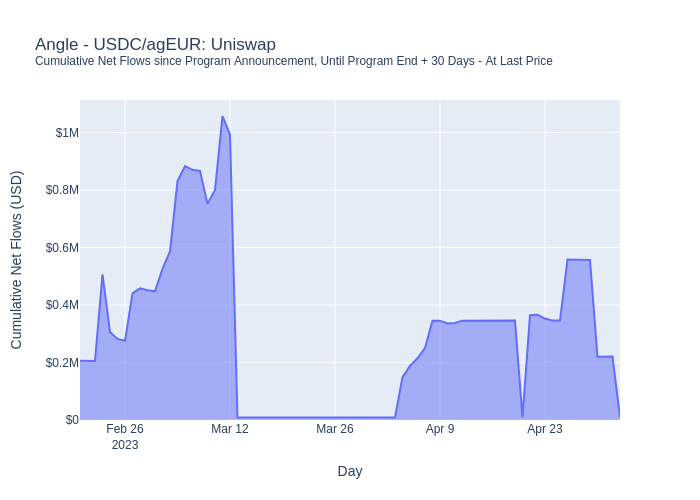 Angle - USDC/agEUR: Uniswap
Cumulative Net Flows since Program Announcement, Until Program End + 30 Days - At Last Price
Cumulative Net Flows (USD)
$1M
$0.8M
$0.6M
$0.4M
$0.2M
$0
Feb 26
2023
Mar 12
Mar 26
Apr 9
Apr 23
Day